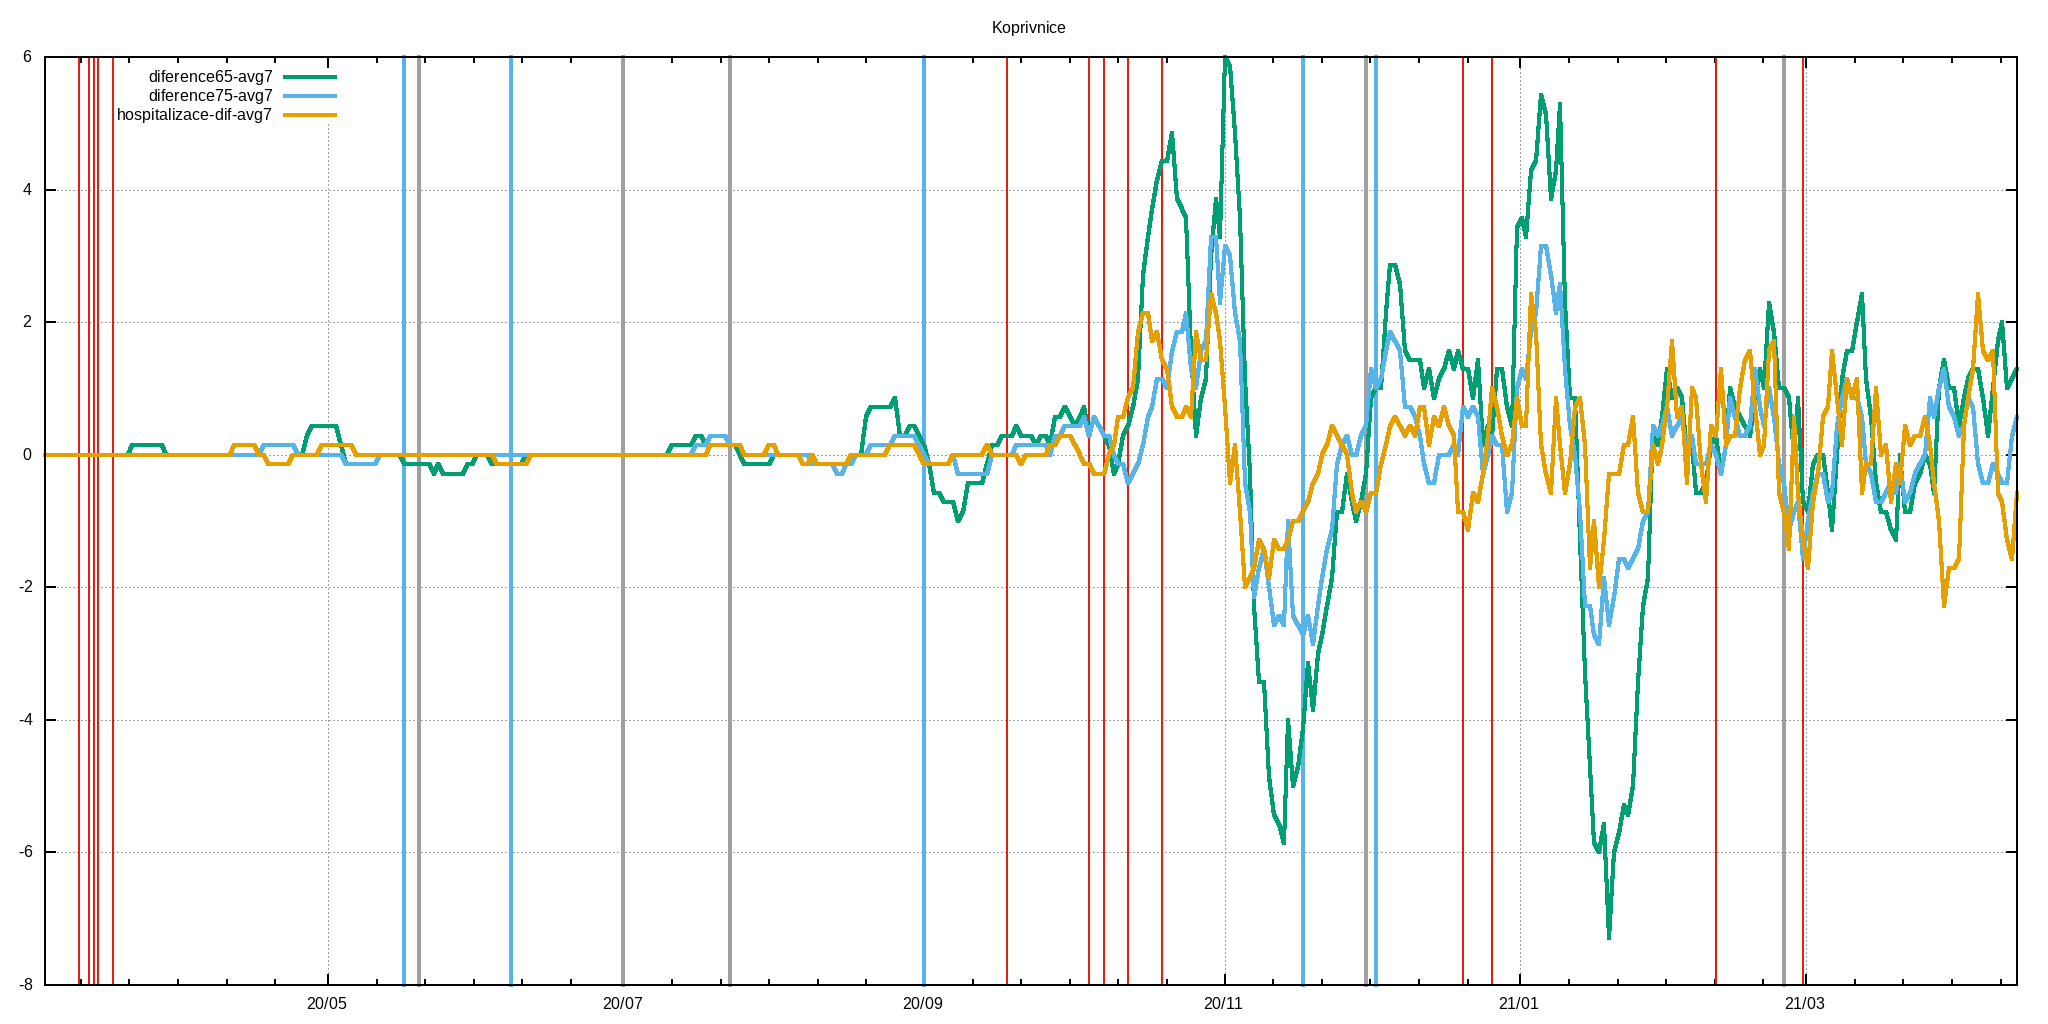 Koprivnice
diference65-avg7
diference75-avg7
hospitalizace-dif-avg7
6
4
2
0
-2
-4
-6
-8
20/05 20/07 20/09 20/11 21/01 21/03